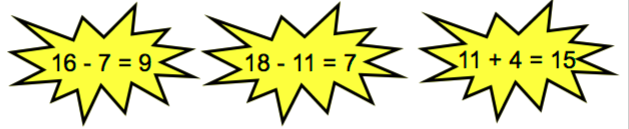 16 - 7 = 9
18 - 11 = 7
11 + 4 = 15